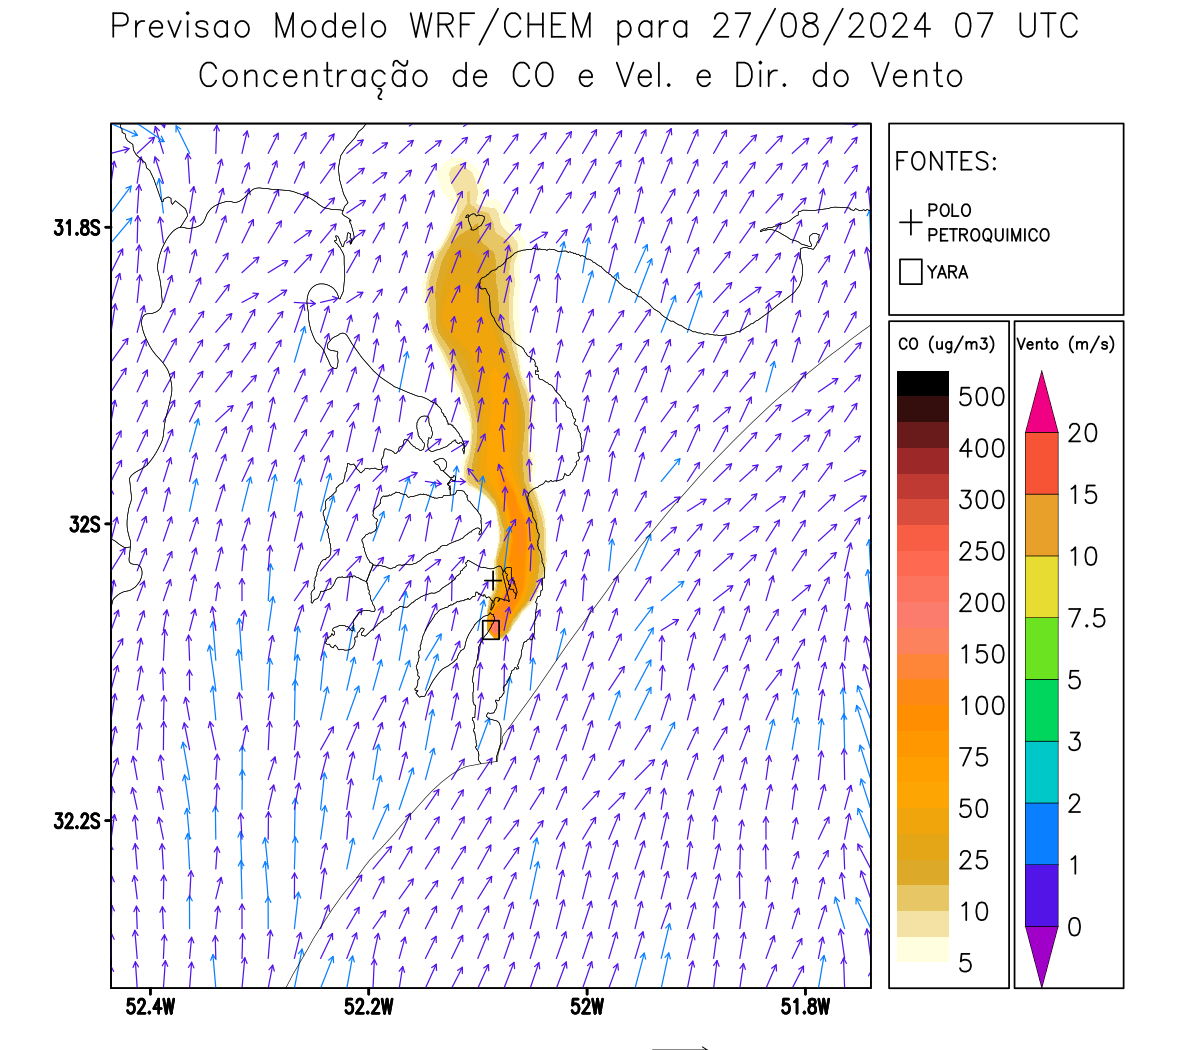 Previsao Modelo WRF/CHEM para 27/08/2024 07 UTC
Concentração de CO e Vel. e Dir. do Vento
FONTES:
POLO
PETROQUIMICO
YARA
CO (ug/m3)
500
400
300
250
200
150
100
75
50
25
10
5
Vento (m/s)
20
15
10
7.5
5
3
2
1
0
31.8S
32S
32.2S
52.4W
52.2W
52W
51.8W